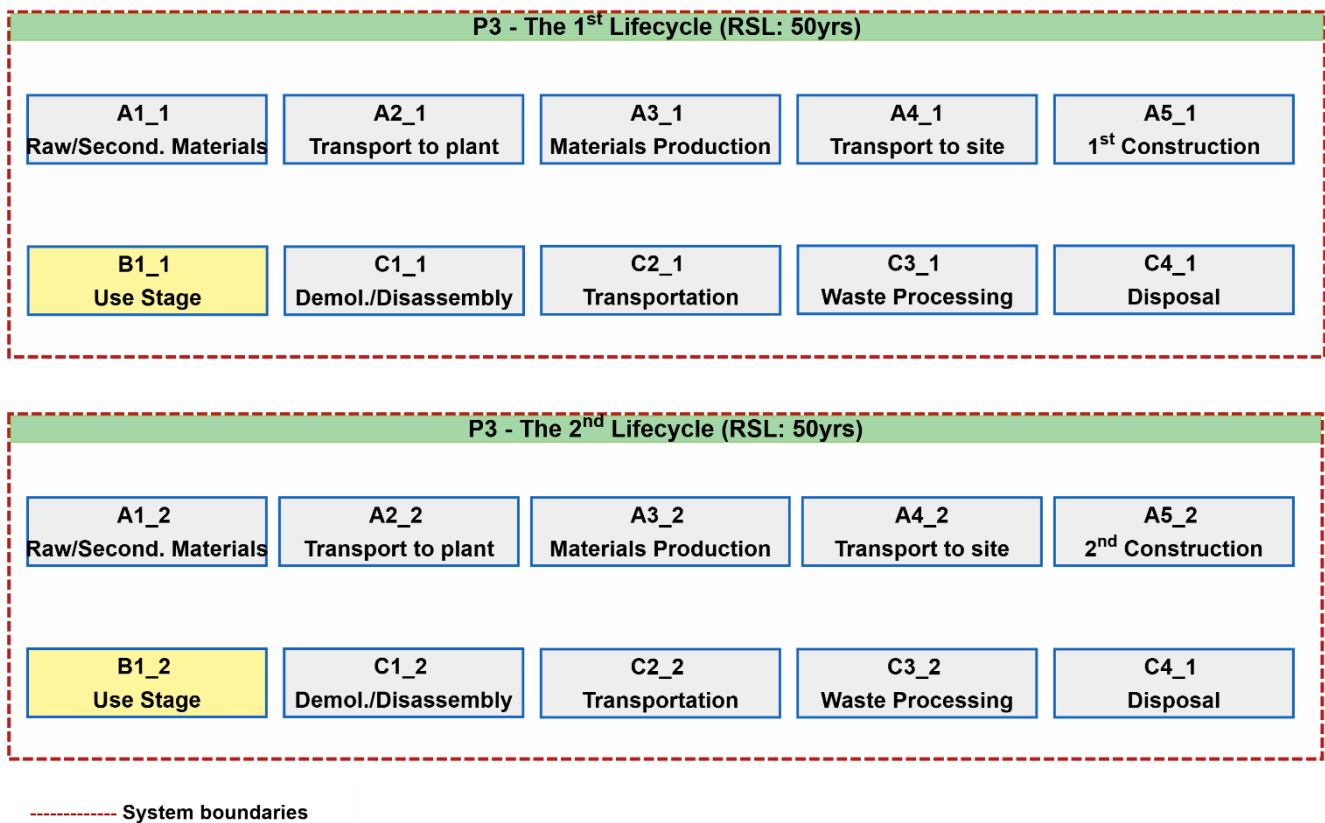 P3 - The 1st Lifecycle (RSL: 50yrs)
A1_1 A2_1 A3_1 A4_1 A5_1
Raw/Second. Materials Transport to plant Materials Production Transport to site 1st Construction
B1_1 C1_1 C2_1 C3_1 C4_1
Use Stage Demol./Disassembly Transportation Waste Processing Disposal
P3 - The 2nd Lifecycle (RSL: 50yrs)
A1_2 A2_2 A3_2 A4_2 A5_2
Raw/Second. Materials Transport to plant Materials Production Transport to site 2nd Construction
B1_2 C1_2 C2_2 C3_2 C4_1
Use Stage Demol./Disassembly Transportation Waste Processing Disposal
System boundaries